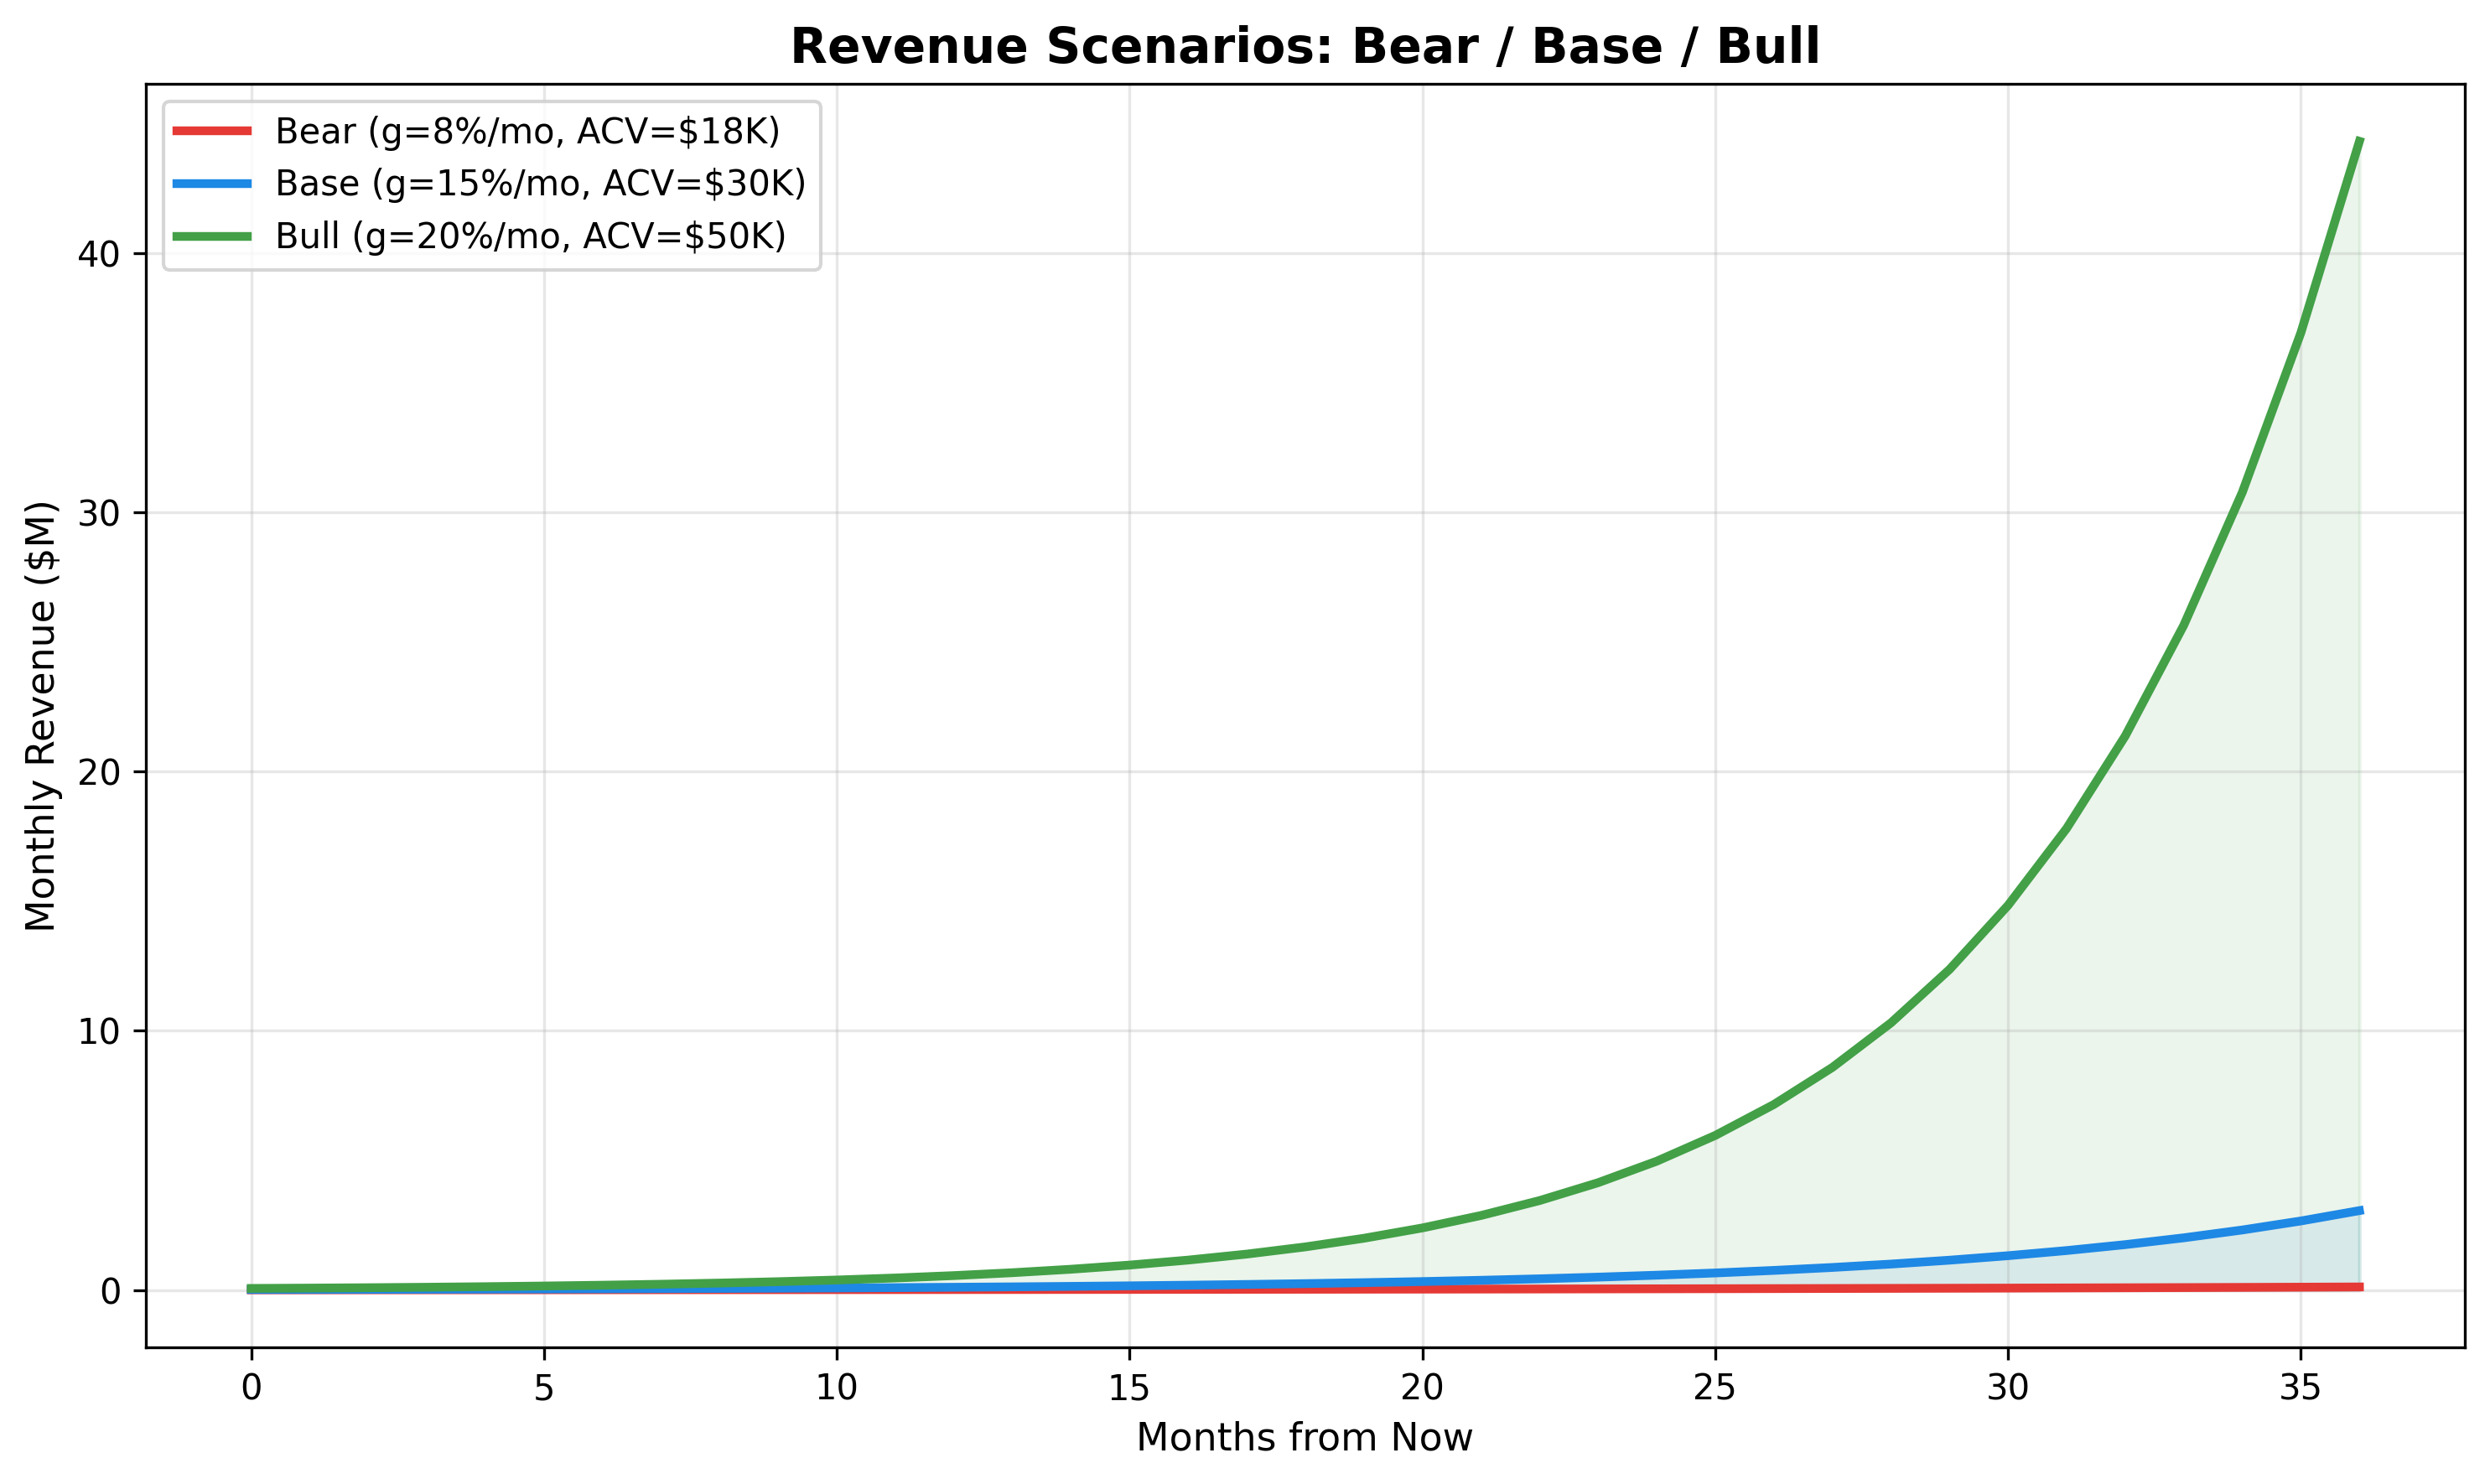 Revenue Scenarios: Bear / Base / Bull
Bear (g=8%/mo, ACV=$18K)
Base (g=15%/mo, ACV=$30K)
Bull (g=20%/mo, ACV=$50K)
Monthly Revenue ($M)
40
30
20
10
0
0 5 10 15 20 25 30 35
Months from Now